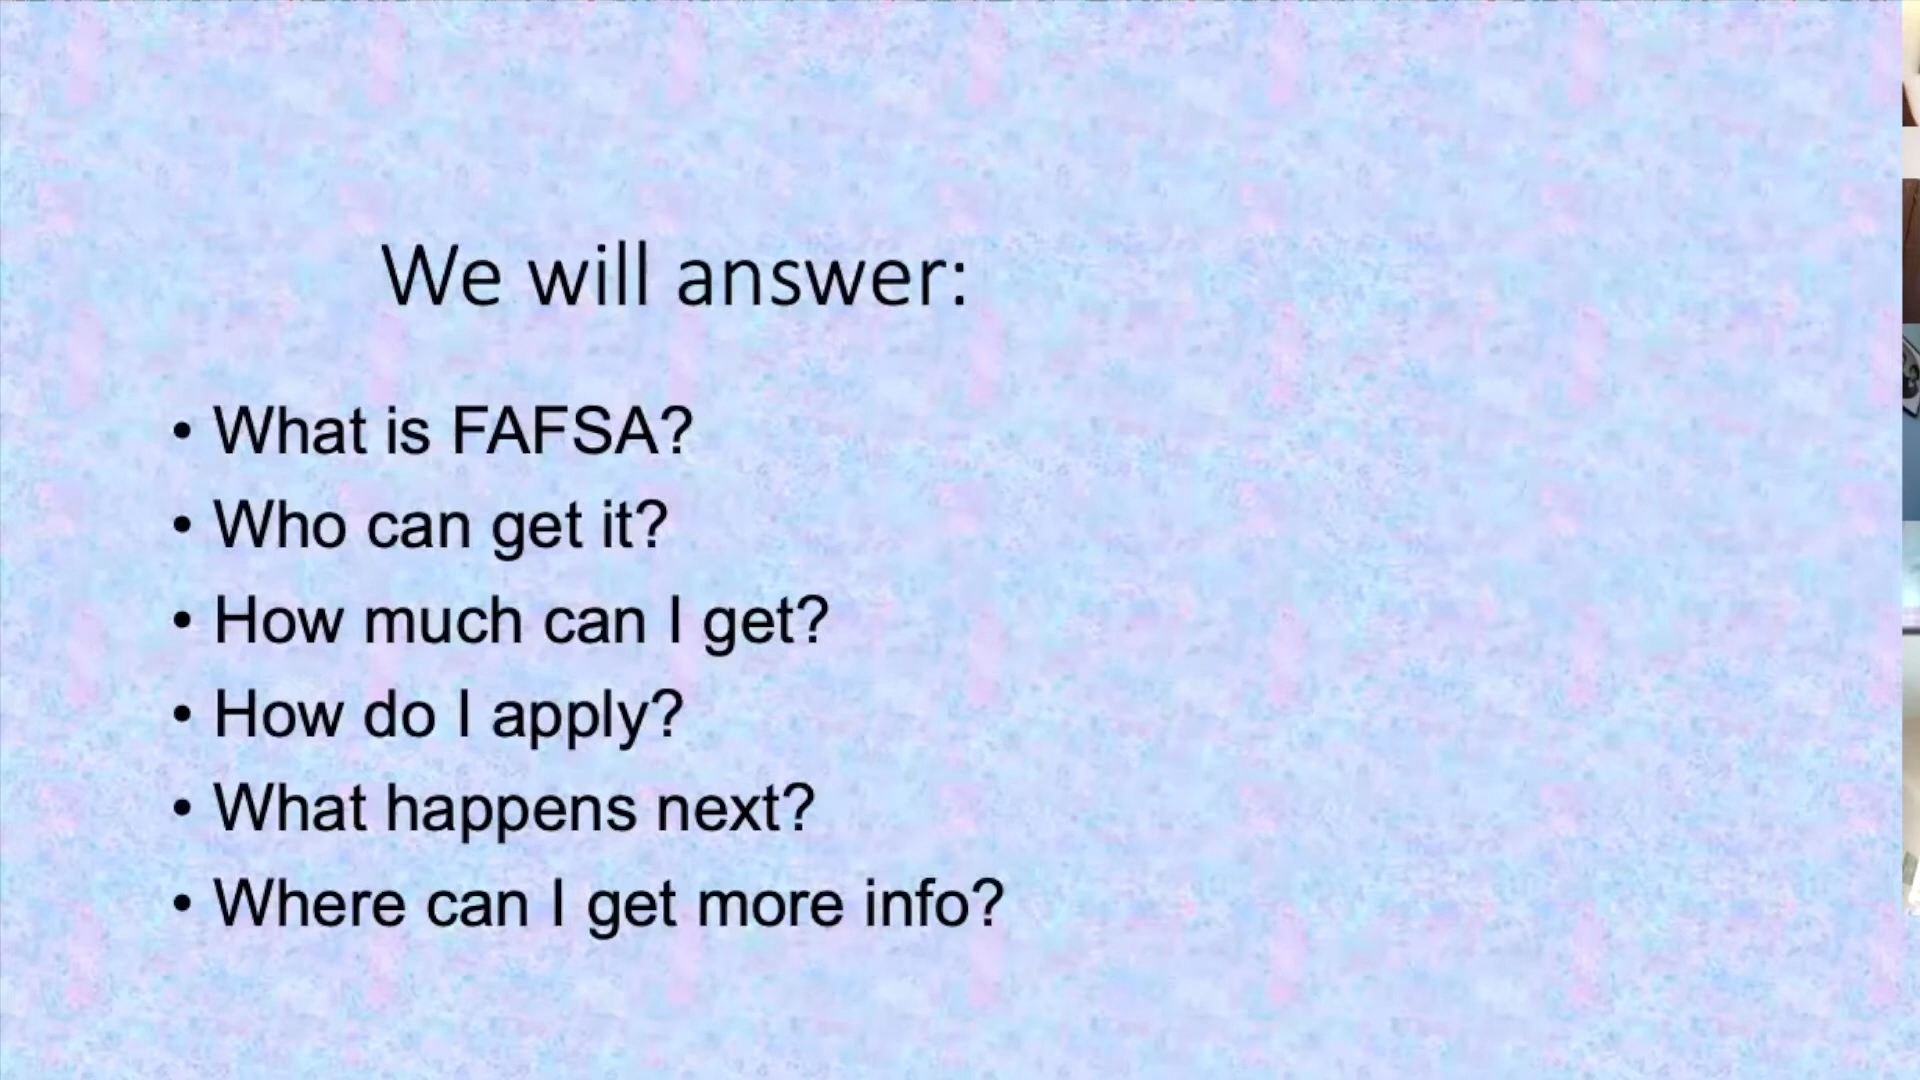 We will answer:
• What is FAFSA?
• Who can get it?
• How much can I get?
• How do I apply?
• What happens next?
• Where can I get more info?